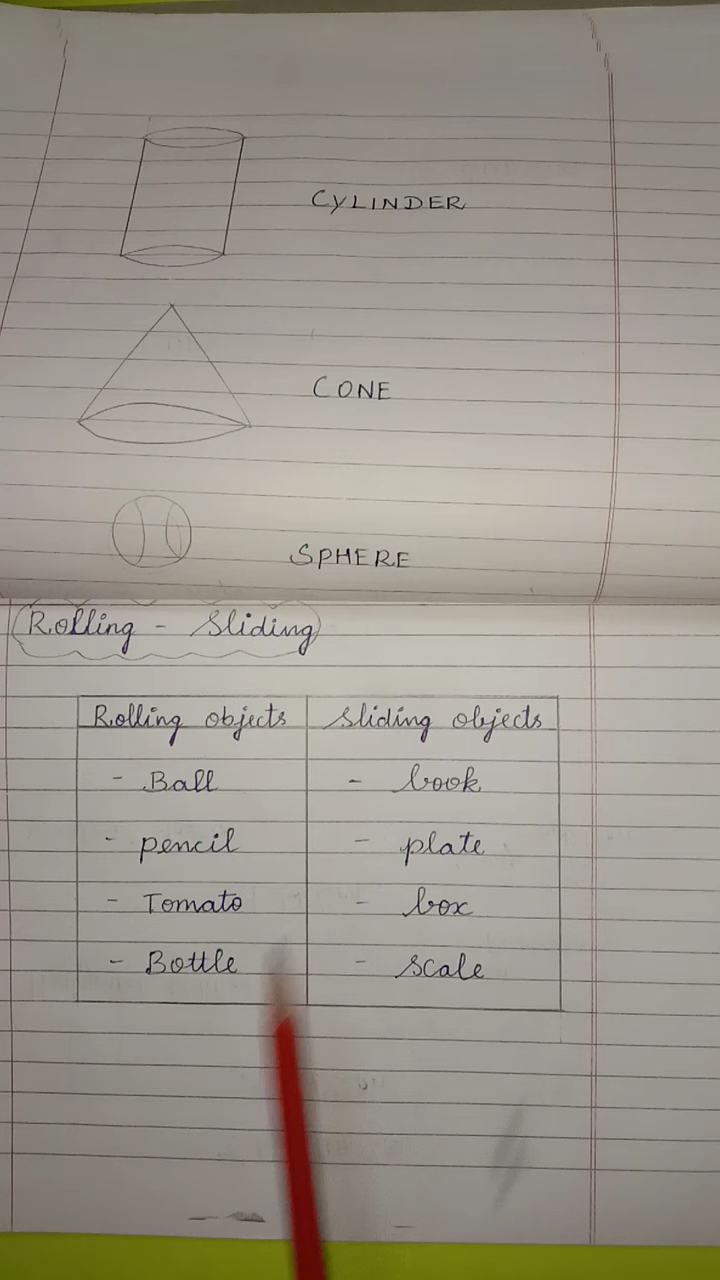 CYLINDER
CONE
SPHERE
Rolling - Sliding
Rolling objects Sliding objects
- Ball - book
- pencil - plate
- Tomato - box
- Bottle - scale